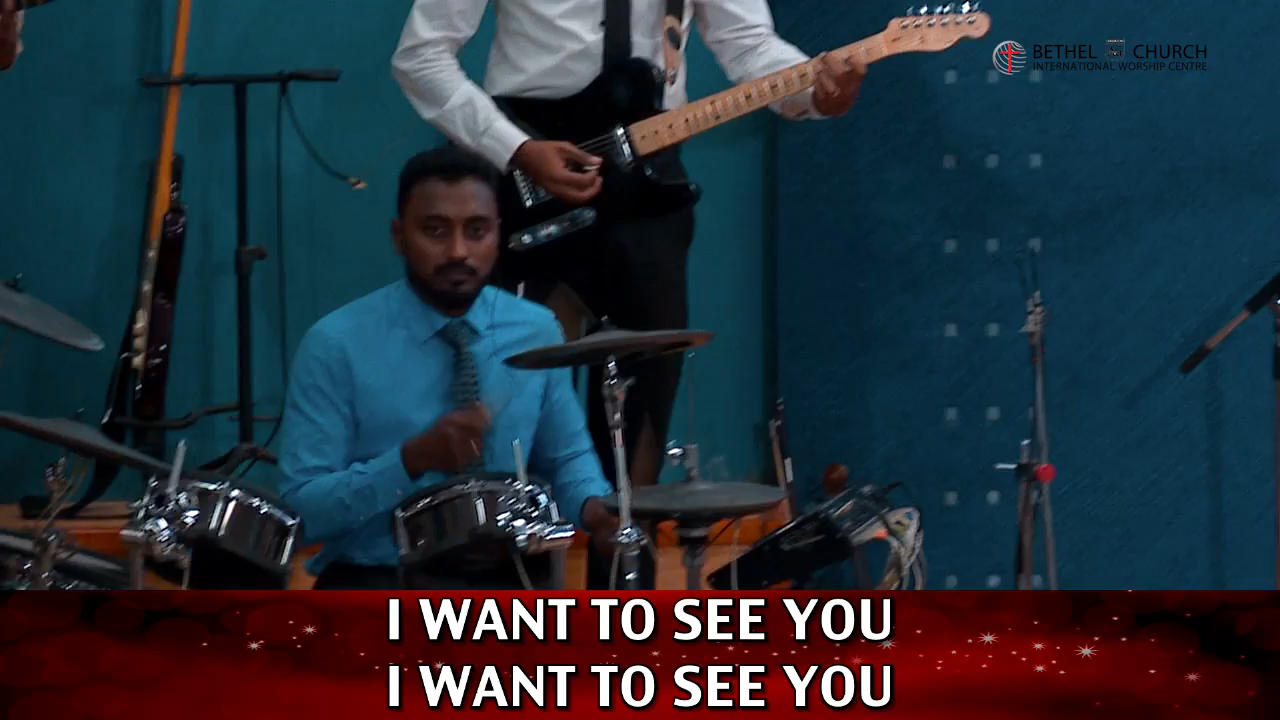 BETHEL CHURCH
INTERNATIONAL WORSHIP CENTRE
I WANT TO SEE YOU
I WANT TO SEE YOU